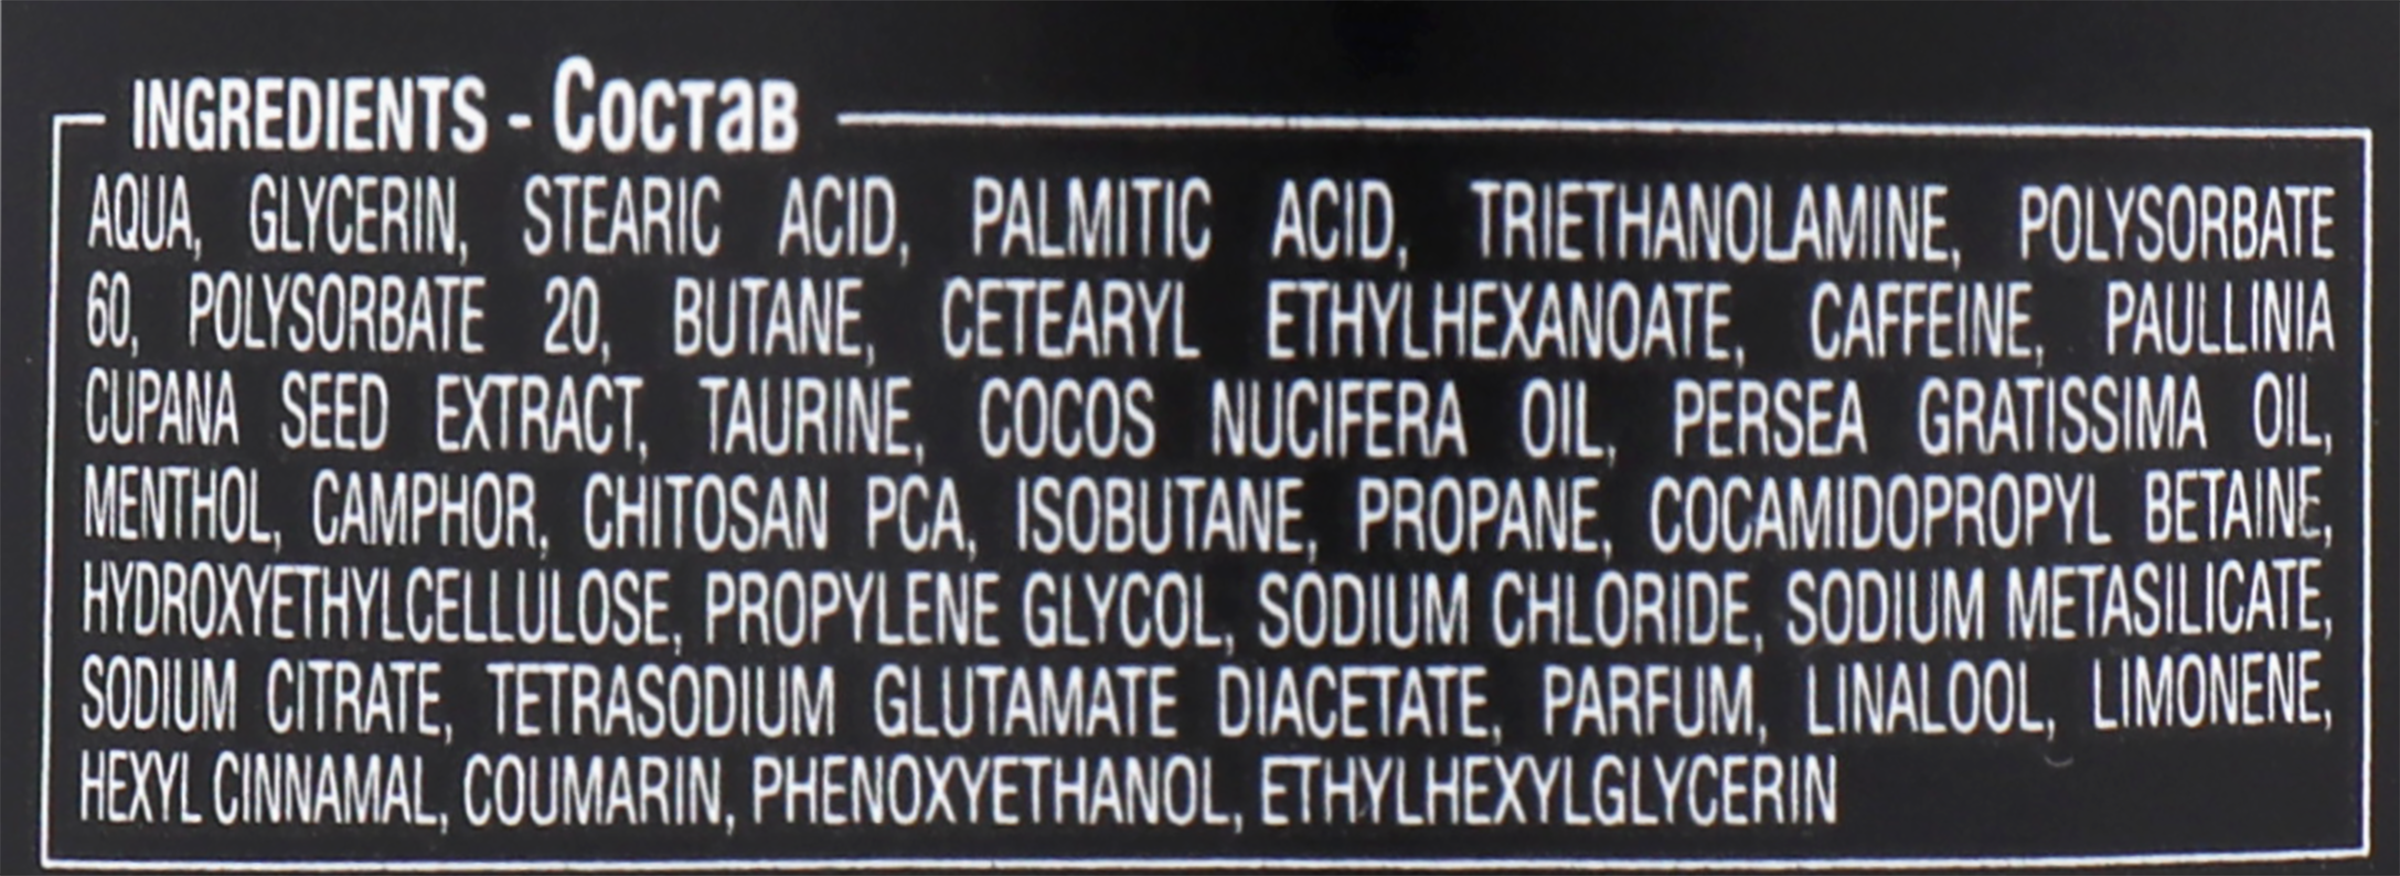 INGREDIENTS - Состав
AQUA, GLYCERIN, STEARIC ACID, PALMITIC ACID, TRIETHANOLAMINE, POLYSORBATE
60, POLYSORBATE 20, BUTANE, CETEARYL ETHYLHEXANOATE, CAFFEINE, PAULLINIA
CUPANA SEED EXTRACT, TAURINE, COCOS NUCIFERA OIL, PERSEA GRATISSIMA OIL,
MENTHOL, CAMPHOR, CHITOSAN PCA, ISOBUTANE, PROPANE, COCAMIDOPROPYL BETAINE,
HYDROXYETHYLCELLULOSE, PROPYLENE GLYCOL, SODIUM CHLORIDE, SODIUM METASILICATE,
SODIUM CITRATE, TETRASODIUM GLUTAMATE DIACETATE, PARFUM, LINALOOL, LIMONENE,
HEXYL CINNAMAL, COUMARIN, PHENOXYETHANOL, ETHYLHEXYLGLYCERIN